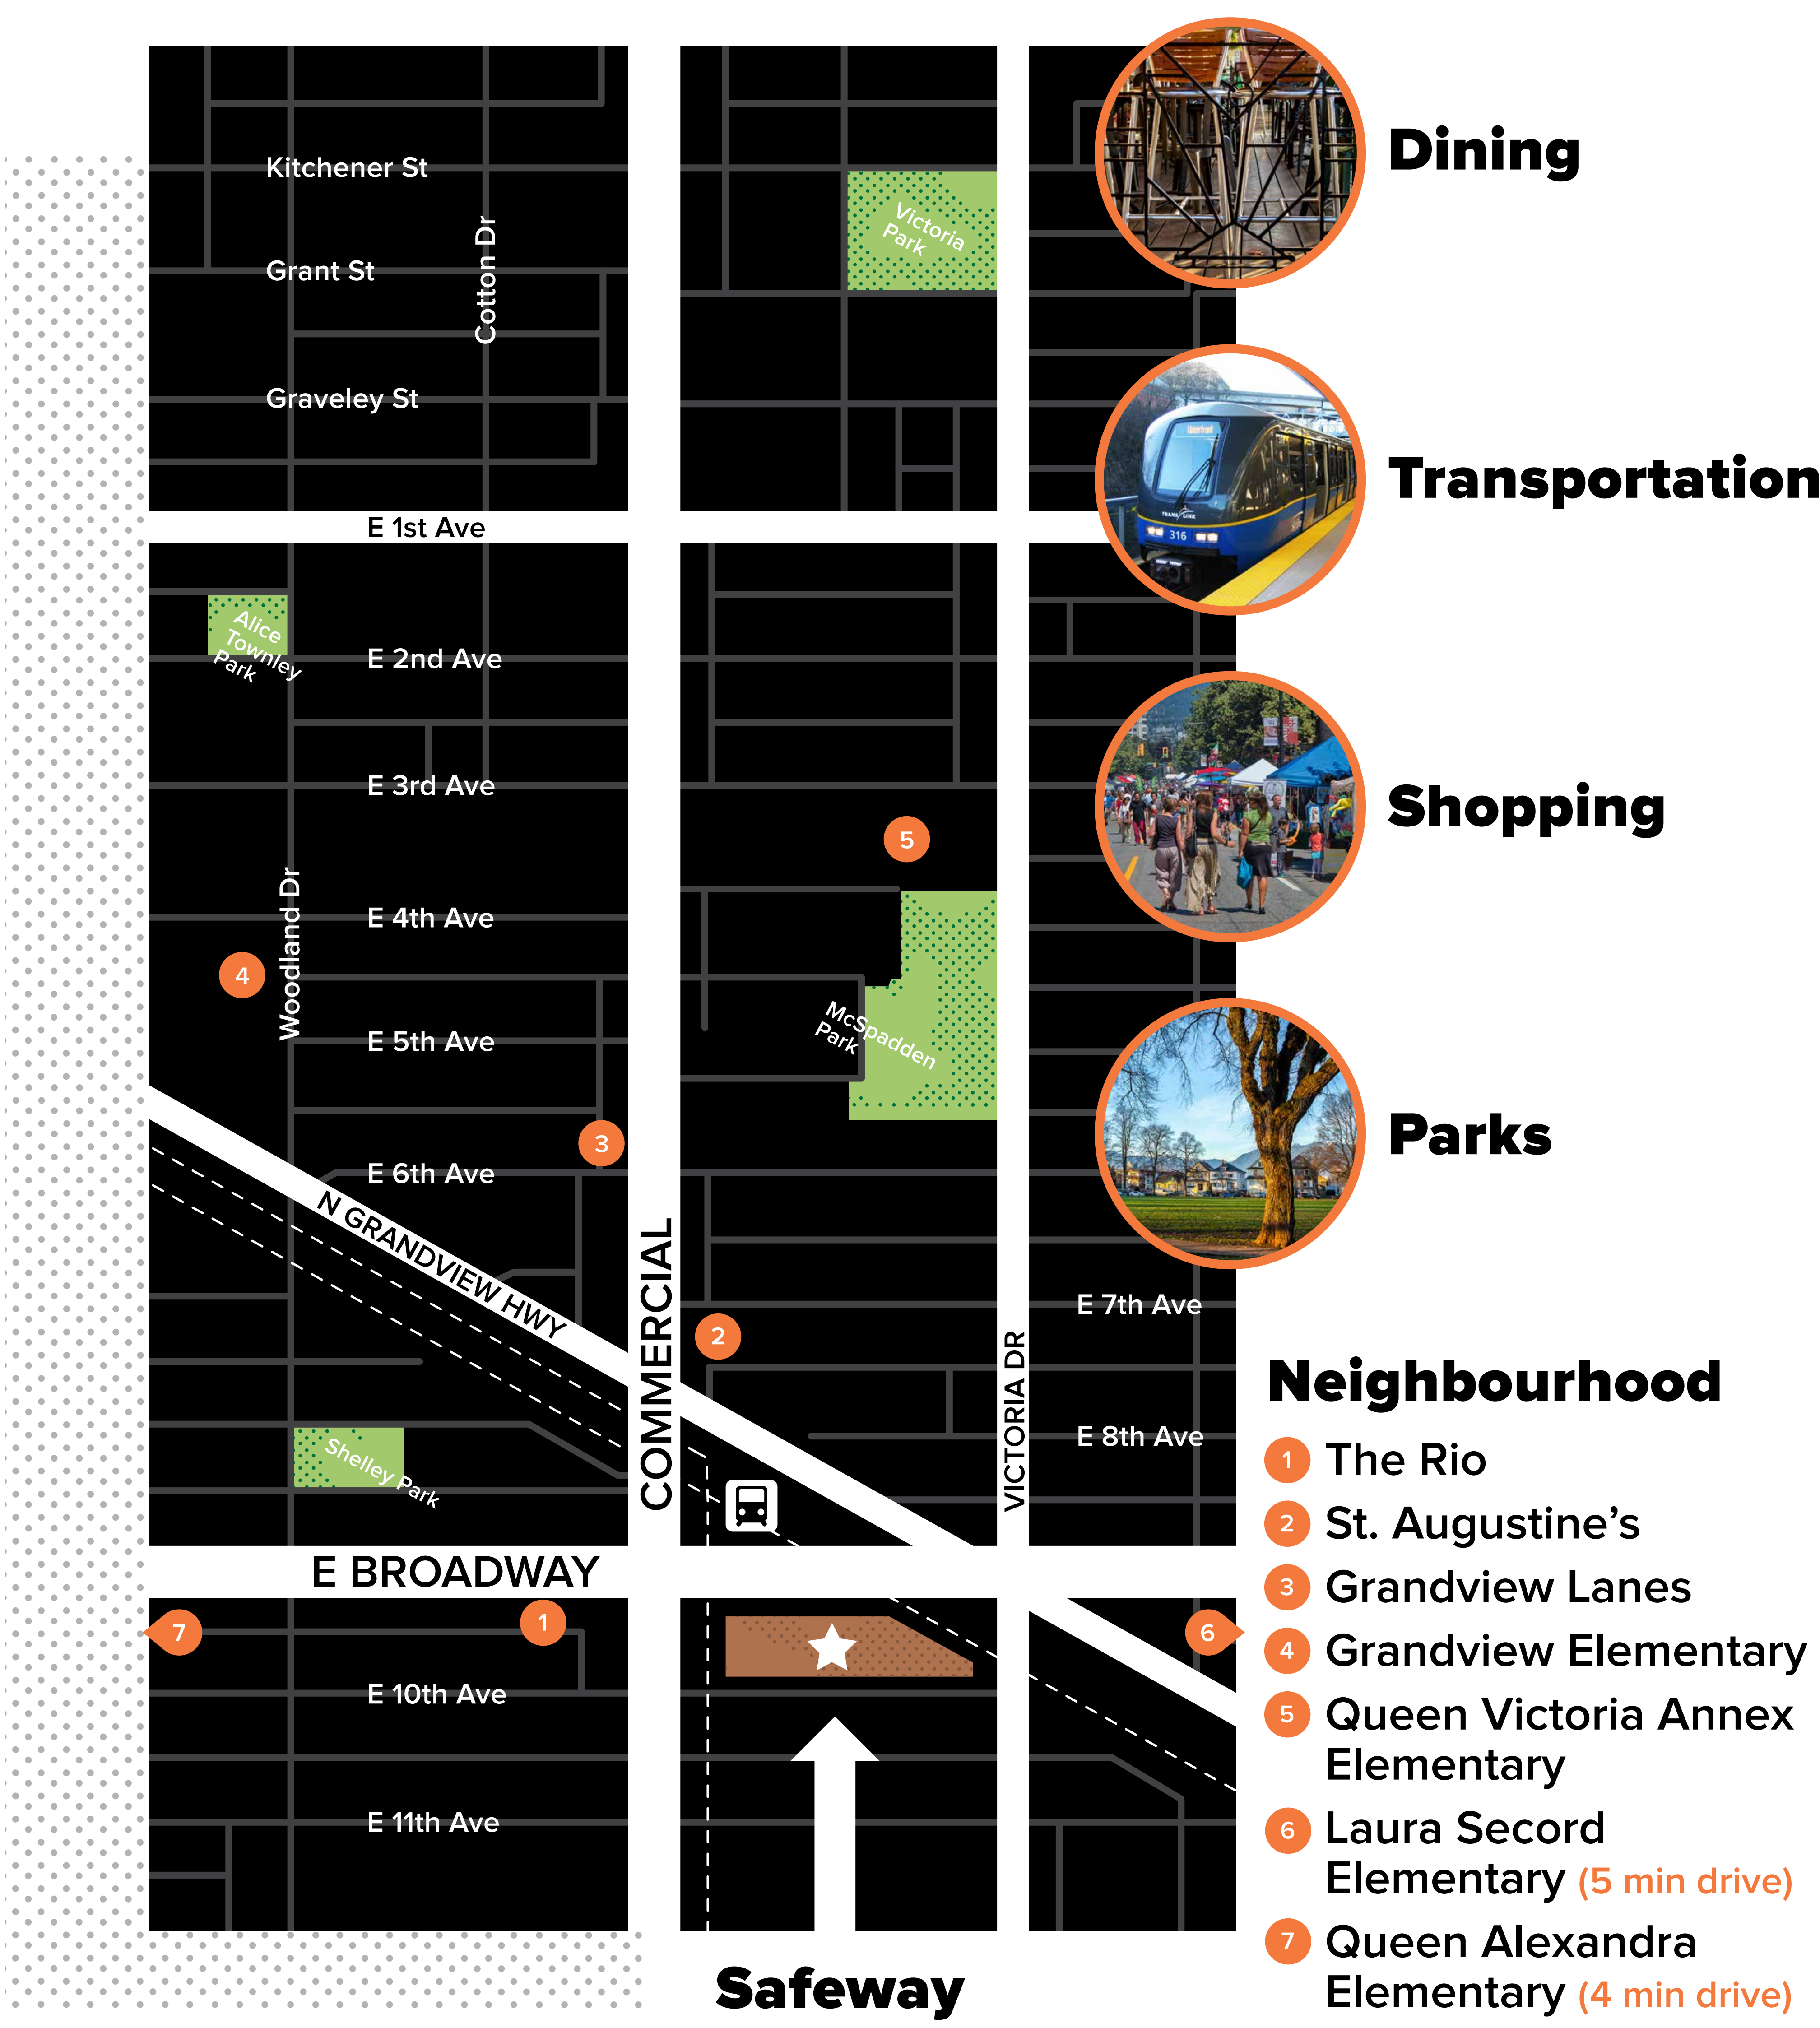 Dining
Kitchener St
Victoria
Park
Cotton Dr
Grant St
Graveley St
Transportation
Waterfront
TRANS LINK
316
E 1st Ave
Alice
Townley
Park
E 2nd Ave
E 3rd Ave
Shopping
5
Woodland Dr
E 4th Ave
4
McSpadden
Park
E 5th Ave
Parks
3
E 6th Ave
N GRANDVIEW HWY
COMMERCIAL
E 7th Ave
2
VICTORIA DR
E 8th Ave
Shelley Park
E BROADWAY
7
1
6
E 10th Ave
E 11th Ave
Safeway
Neighbourhood
1 The Rio
2 St. Augustine’s
3 Grandview Lanes
4 Grandview Elementary
5 Queen Victoria Annex
Elementary
6 Laura Secord
Elementary (5 min drive)
7 Queen Alexandra
Elementary (4 min drive)